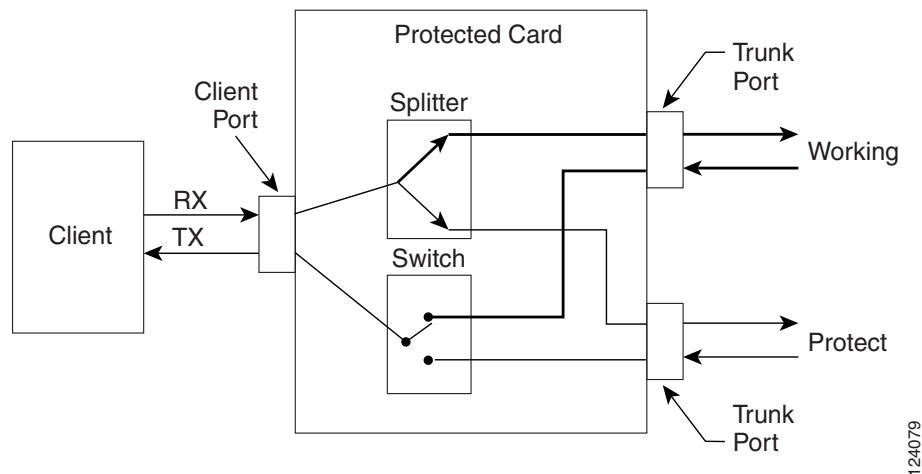 Protected Card
Trunk
Port
Client
Port
Splitter
Working
RX
Client
TX
Switch
Protect
Trunk
Port
124079